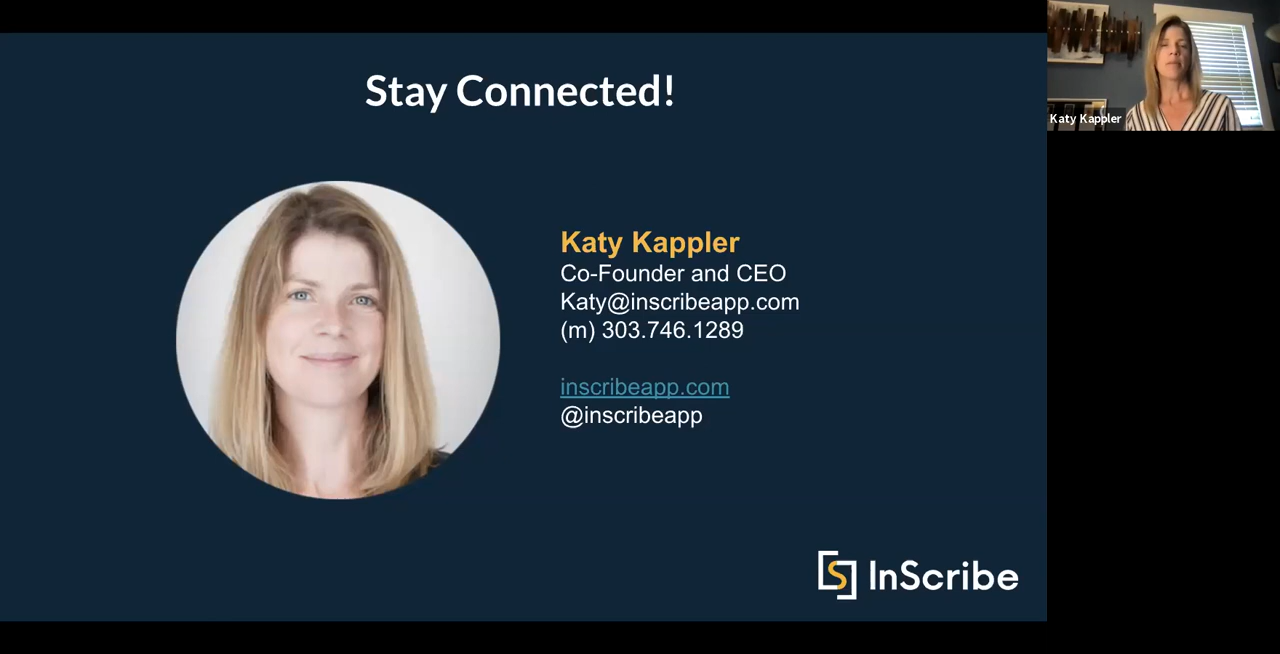 Stay Connected!
Katy Kappler
Katy Kappler
Co-Founder and CEO
Katy@inscribeapp.com
(m) 303.746.1289
inscribeapp.com
@inscribeapp
InScribe